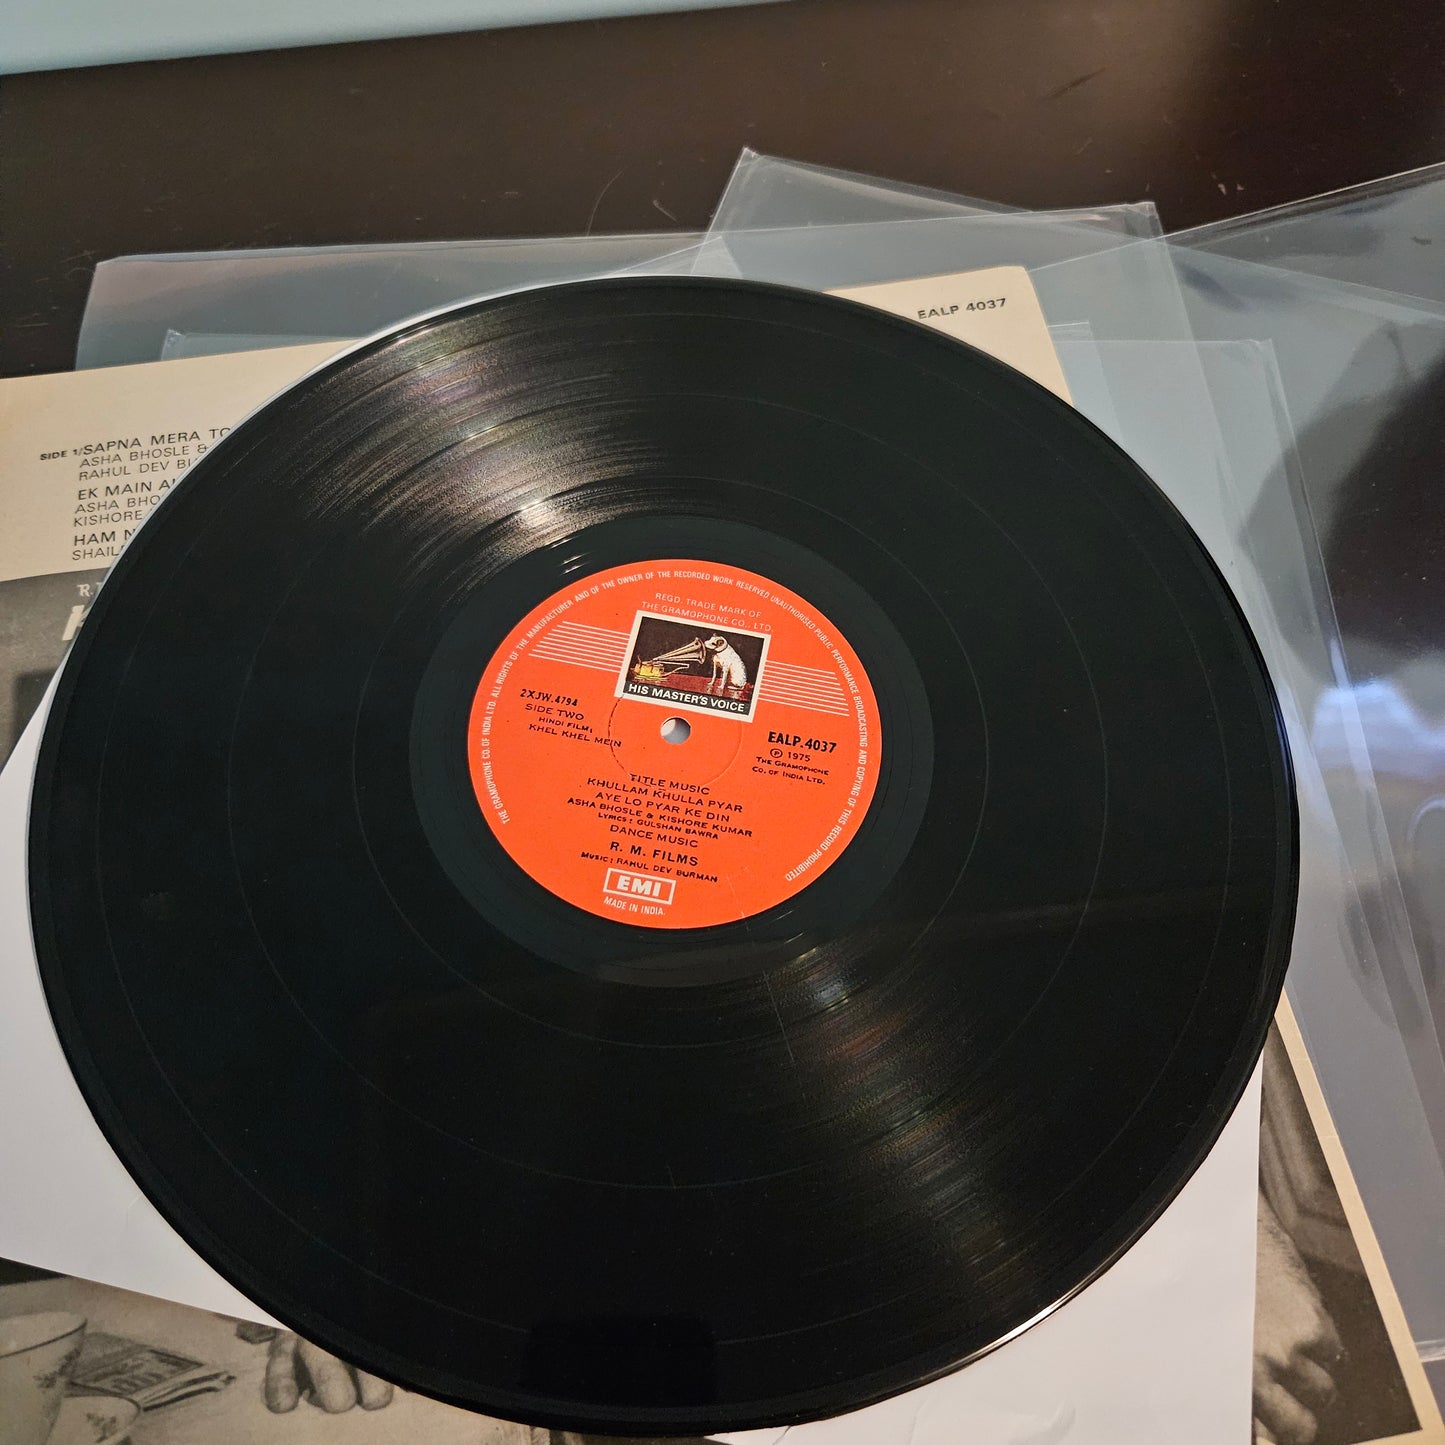 EALP 4037
SIDE 1/SAPNA MERA
ASHA BHOSLE &
RAHUL DEV
EK MAIN
ASHA
KISHORE
HAM
THE GRAMOPHONE CO. OF INDIA LTD. ALL RIGHTS OF THE MANUFACTURER AND OF THE OWNER OF THE RECORDED WORK RESERVED UNAUTHORISED PUBLIC PERFORMANCE BROADCASTING AND COPYING OF THIS RECORD PROHIBITED
REGD. TRADE MARK OF
THE GRAMOPHONE CO., LTD.
HIS MASTER'S VOICE
2XJW.4794
SIDE TWO
HINDI FILM:
KHEL KHEL MEIN
EALP.4037
Ⓟ 1975
THE GRAMOPHONE
CO. OF INDIA LTD.
TITLE MUSIC
KHULLAM KHULLA PYAR
AYE LO PYAR KE DIN
ASHA BHOSLE & KISHORE KUMAR
LYRICS: GULSHAN BAWRA
DANCE MUSIC
R. M. FILMS
MUSIC: RAHUL DEV BURMAN
EMI
MADE IN INDIA.